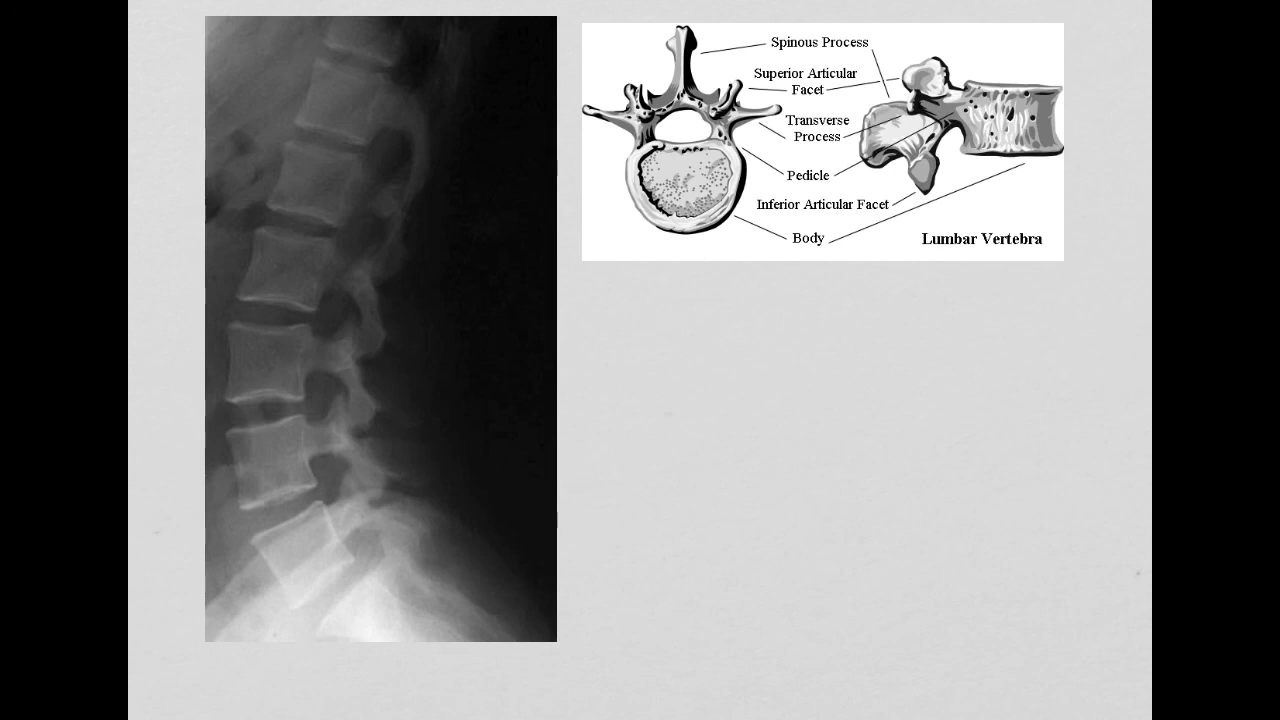 Spinous Process
Superior Articular
Facet
Transverse
Process
Pedicle
Inferior Articular Facet
Body
Lumbar Vertebra